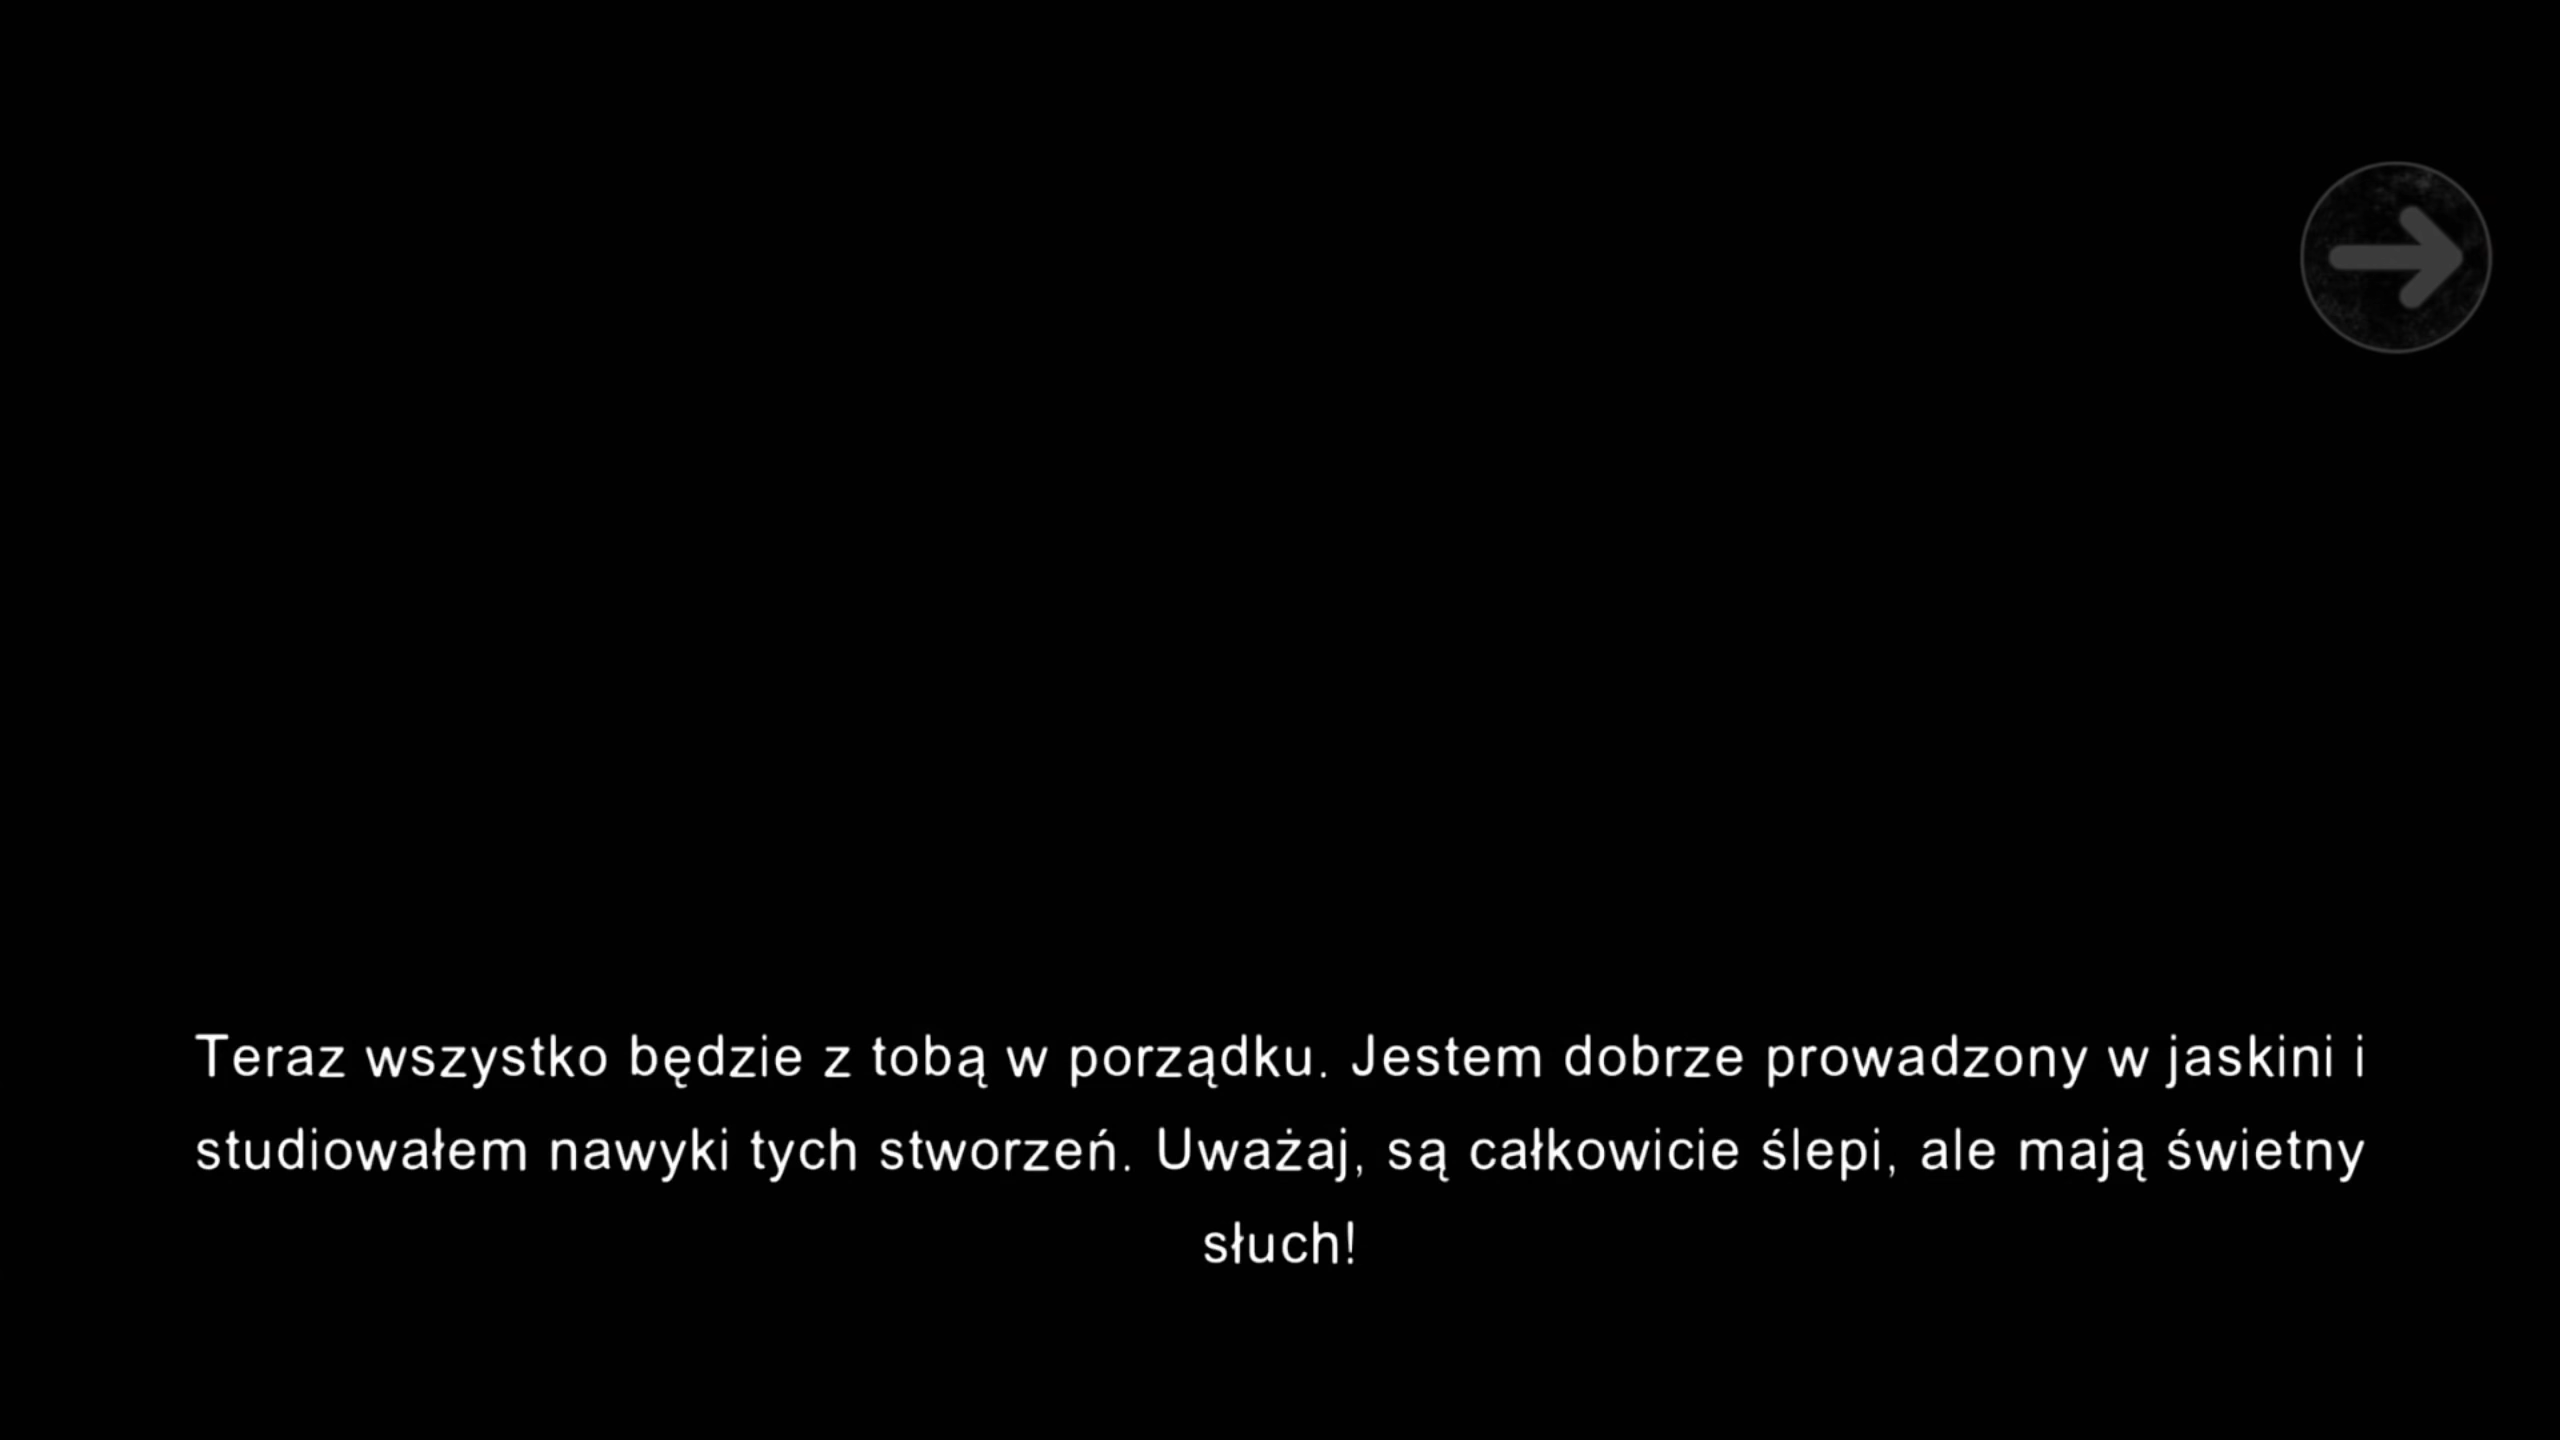 Teraz wszystko będzie z tobą w porządku. Jestem dobrze prowadzony w jaskini i
studiowałem nawyki tych stworzeń. Uważaj, są całkowicie ślepi, ale mają świetny
słuch!